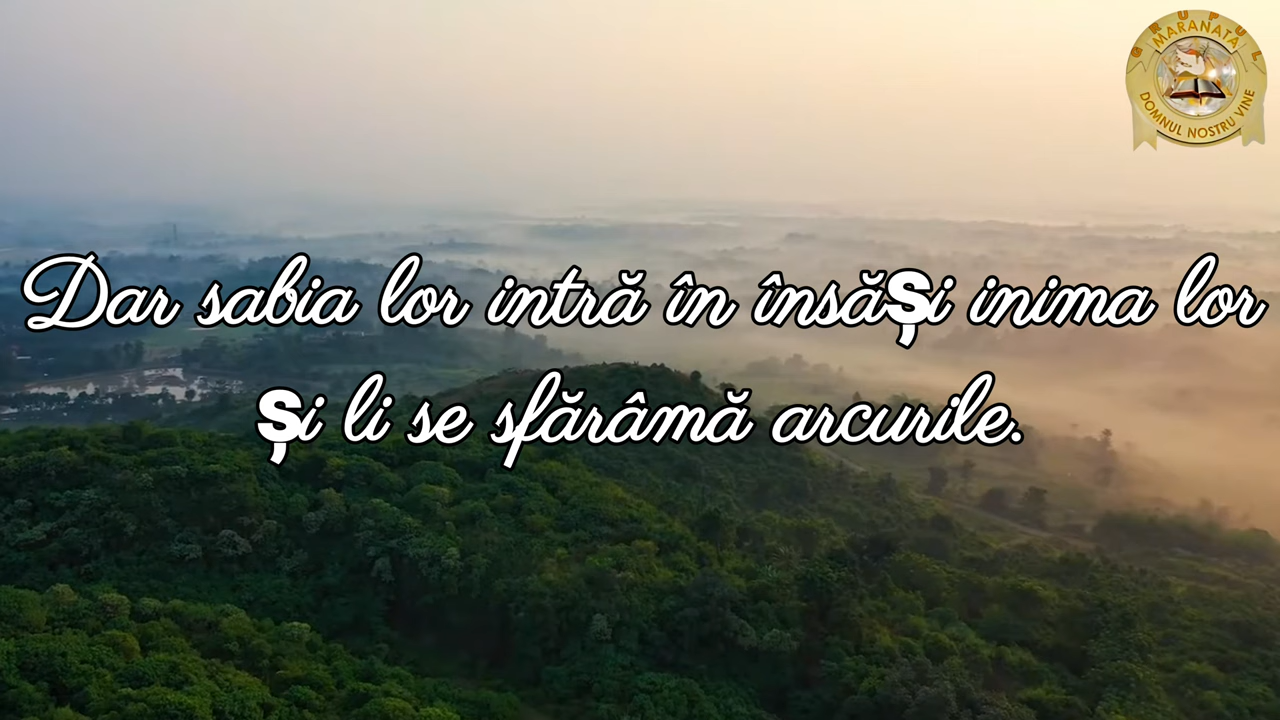 GRUPUL
MARANATA
DOMNUL NOSTRU VINE
Dar sabia lor intră în însăși inima lor
și li se sfărâmă arcurile.